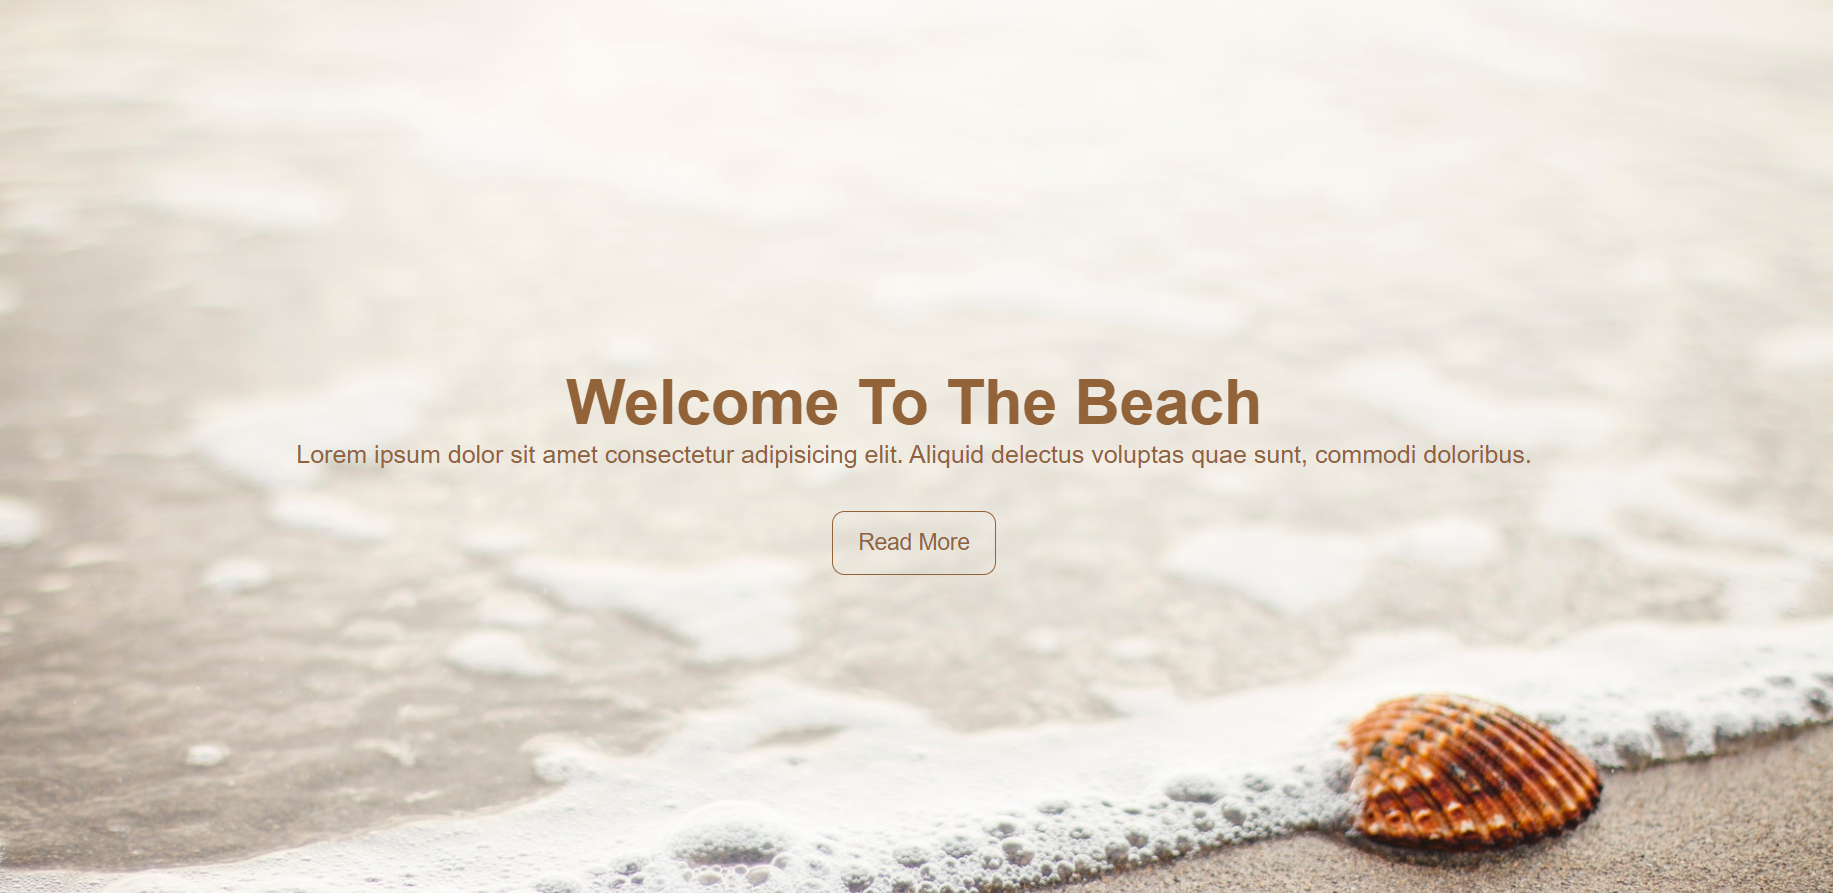 Welcome To The Beach
Lorem ipsum dolor sit amet consectetur adipisicing elit. Aliquid delectus voluptas quae sunt, commodi doloribus.
Read More